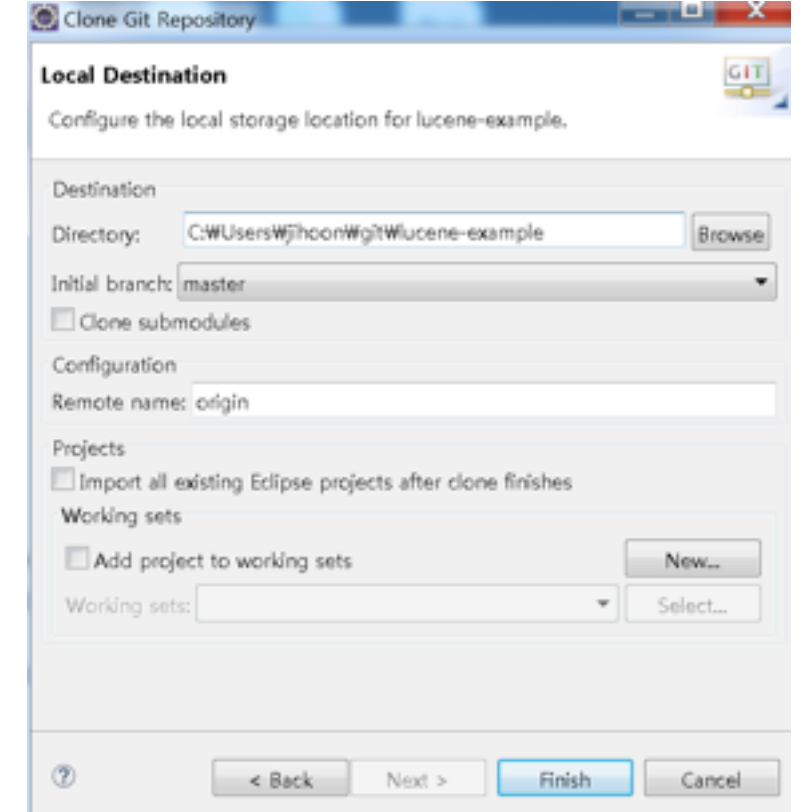 Clone Git Repository
Local Destination
GIT
Configure the local storage location for lucene-example.
Destination
Directory: C:₩Users₩jihoon₩git₩lucene-example Browse
Initial branch: master
Clone submodules
Configuration
Remote name: origin
Projects
Import all existing Eclipse projects after clone finishes
Working sets
Add project to working sets New...
Working sets: Select...
? < Back Next > Finish Cancel